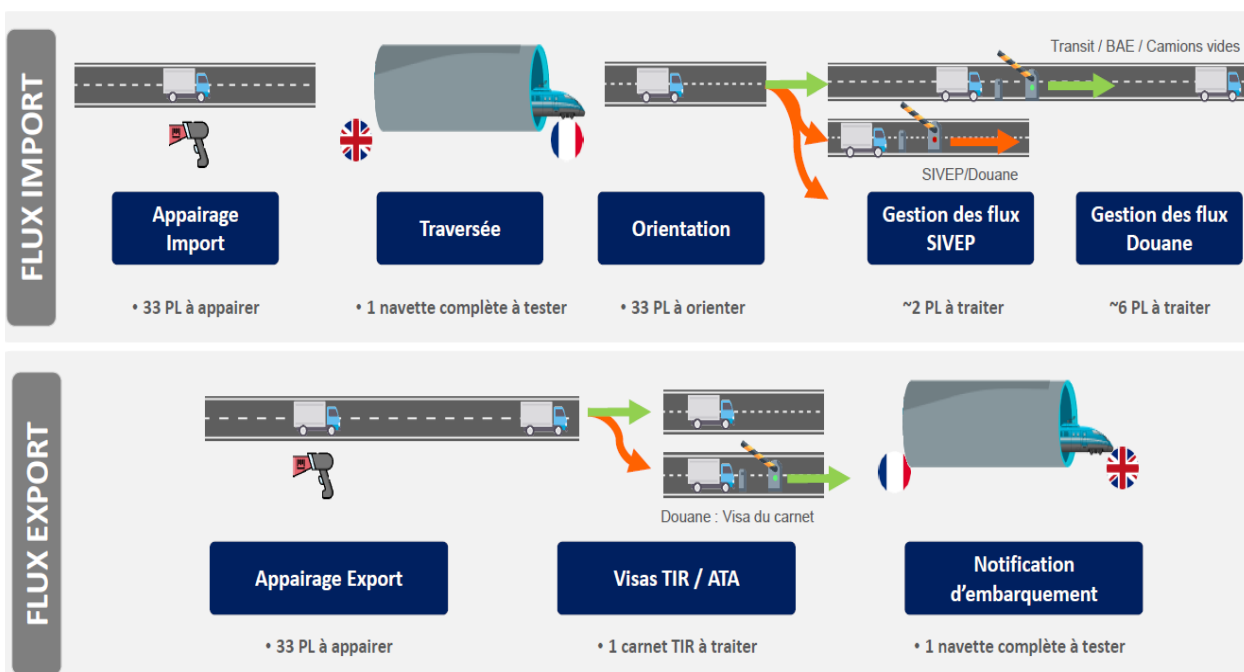 FLUX IMPORT
Transit / BAE / Camions vides
SIVEP/Douane
Appairage
Import
Traversée
Orientation
Gestion des flux
SIVEP
Gestion des flux
Douane
• 33 PL à appairer
• 1 navette complète à tester
• 33 PL à orienter
~2 PL à traiter
~6 PL à traiter
FLUX EXPORT
Douane : Visa du carnet
Appairage Export
Visas TIR / ATA
Notification
d’embarquement
• 33 PL à appairer
• 1 carnet TIR à traiter
• 1 navette complète à tester